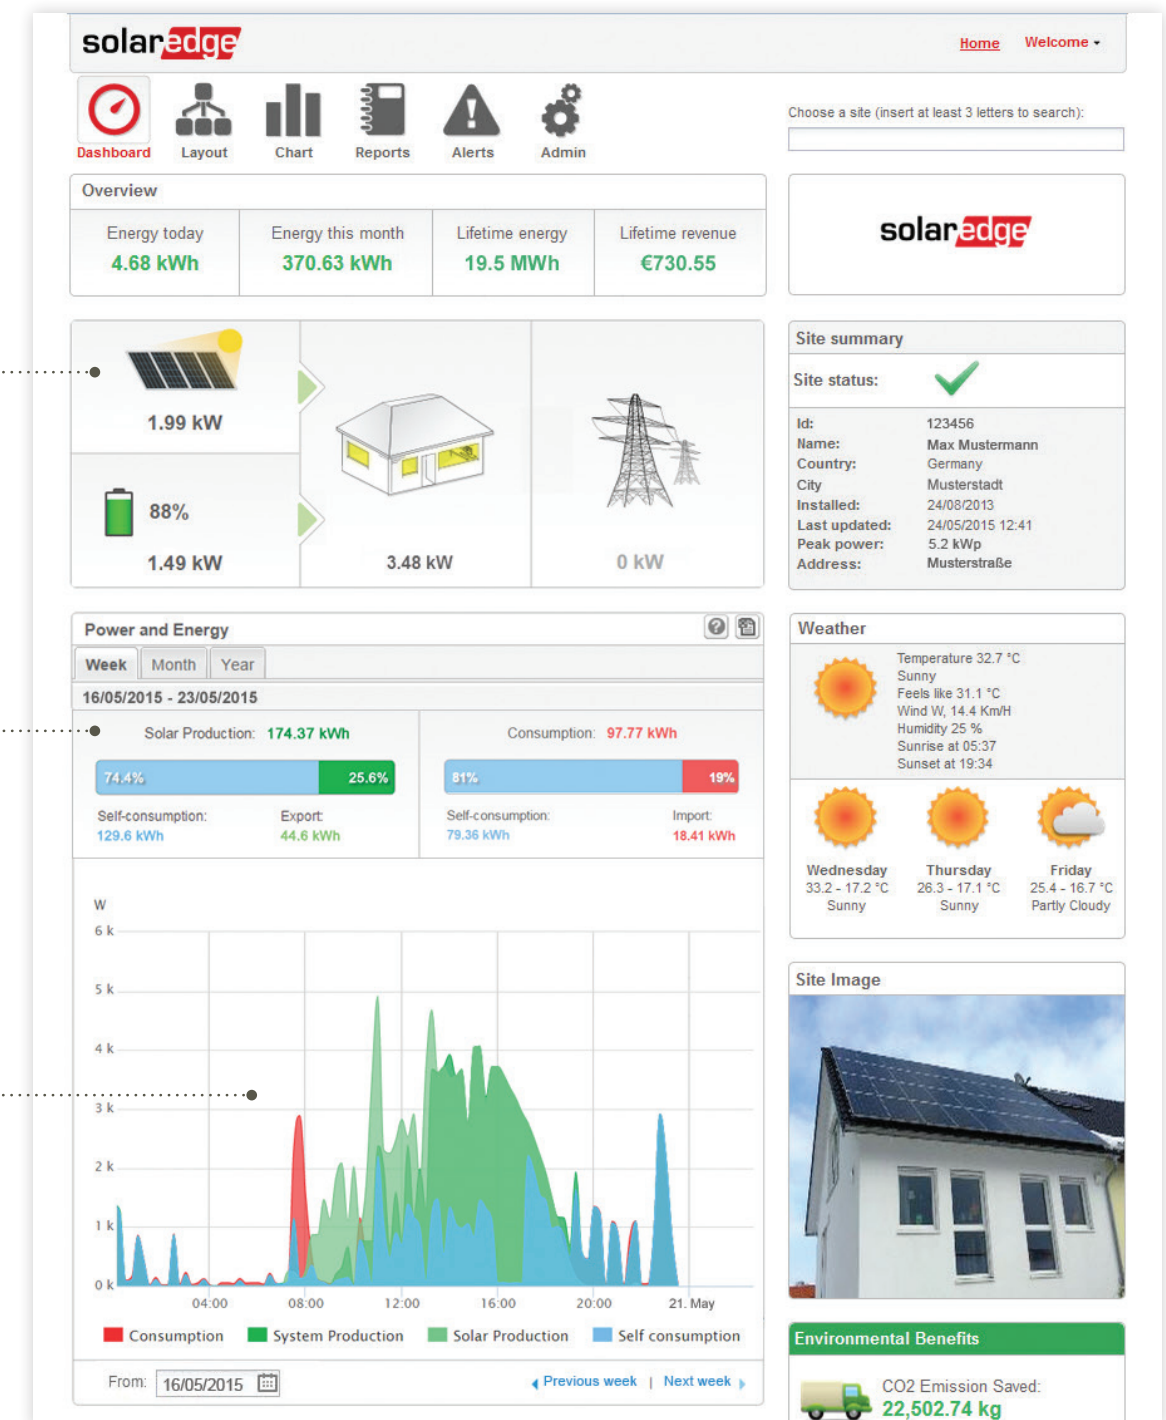 solaredge
Home Welcome
Dashboard Layout Chart Reports Alerts Admin
Choose a site (insert at least 3 letters to search):
Overview
Energy today
4.68 kWh
Energy this month
370.63 kWh
Lifetime energy
19.5 MWh
Lifetime revenue
€730.55
solaredge
1.99 kW
88%
1.49 kW
3.48 kW
0 kW
Site summary
Site status:
Id: 123456
Name: Max Mustermann
Country: Germany
City Musterstadt
Installed: 24/08/2013
Last updated: 24/05/2015 12:41
Peak power: 5.2 kWp
Address: Musterstraße
Power and Energy
?
Week Month Year
16/05/2015 - 23/05/2015
Solar Production: 174.37 kWh
74.4% 25.6%
Self-consumption: Export:
129.6 kWh 44.6 kWh
Consumption: 97.77 kWh
81% 19%
Self-consumption: Import:
79.36 kWh 18.41 kWh
W
6 k
5 k
4 k
3 k
2 k
1 k
0 k
04:00 08:00 12:00 16:00 20:00 21. May
Consumption System Production Solar Production Self consumption
From: 16/05/2015
Previous week | Next week
Weather
Temperature 32.7 °C
Sunny
Feels like 31.1 °C
Wind W, 14.4 Km/H
Humidity 25 %
Sunrise at 05:37
Sunset at 19:34
Wednesday
33.2 - 17.2 °C
Sunny
Thursday
26.3 - 17.1 °C
Sunny
Friday
25.4 - 16.7 °C
Partly Cloudy
Site Image
Environmental Benefits
CO2 Emission Saved:
22,502.74 kg